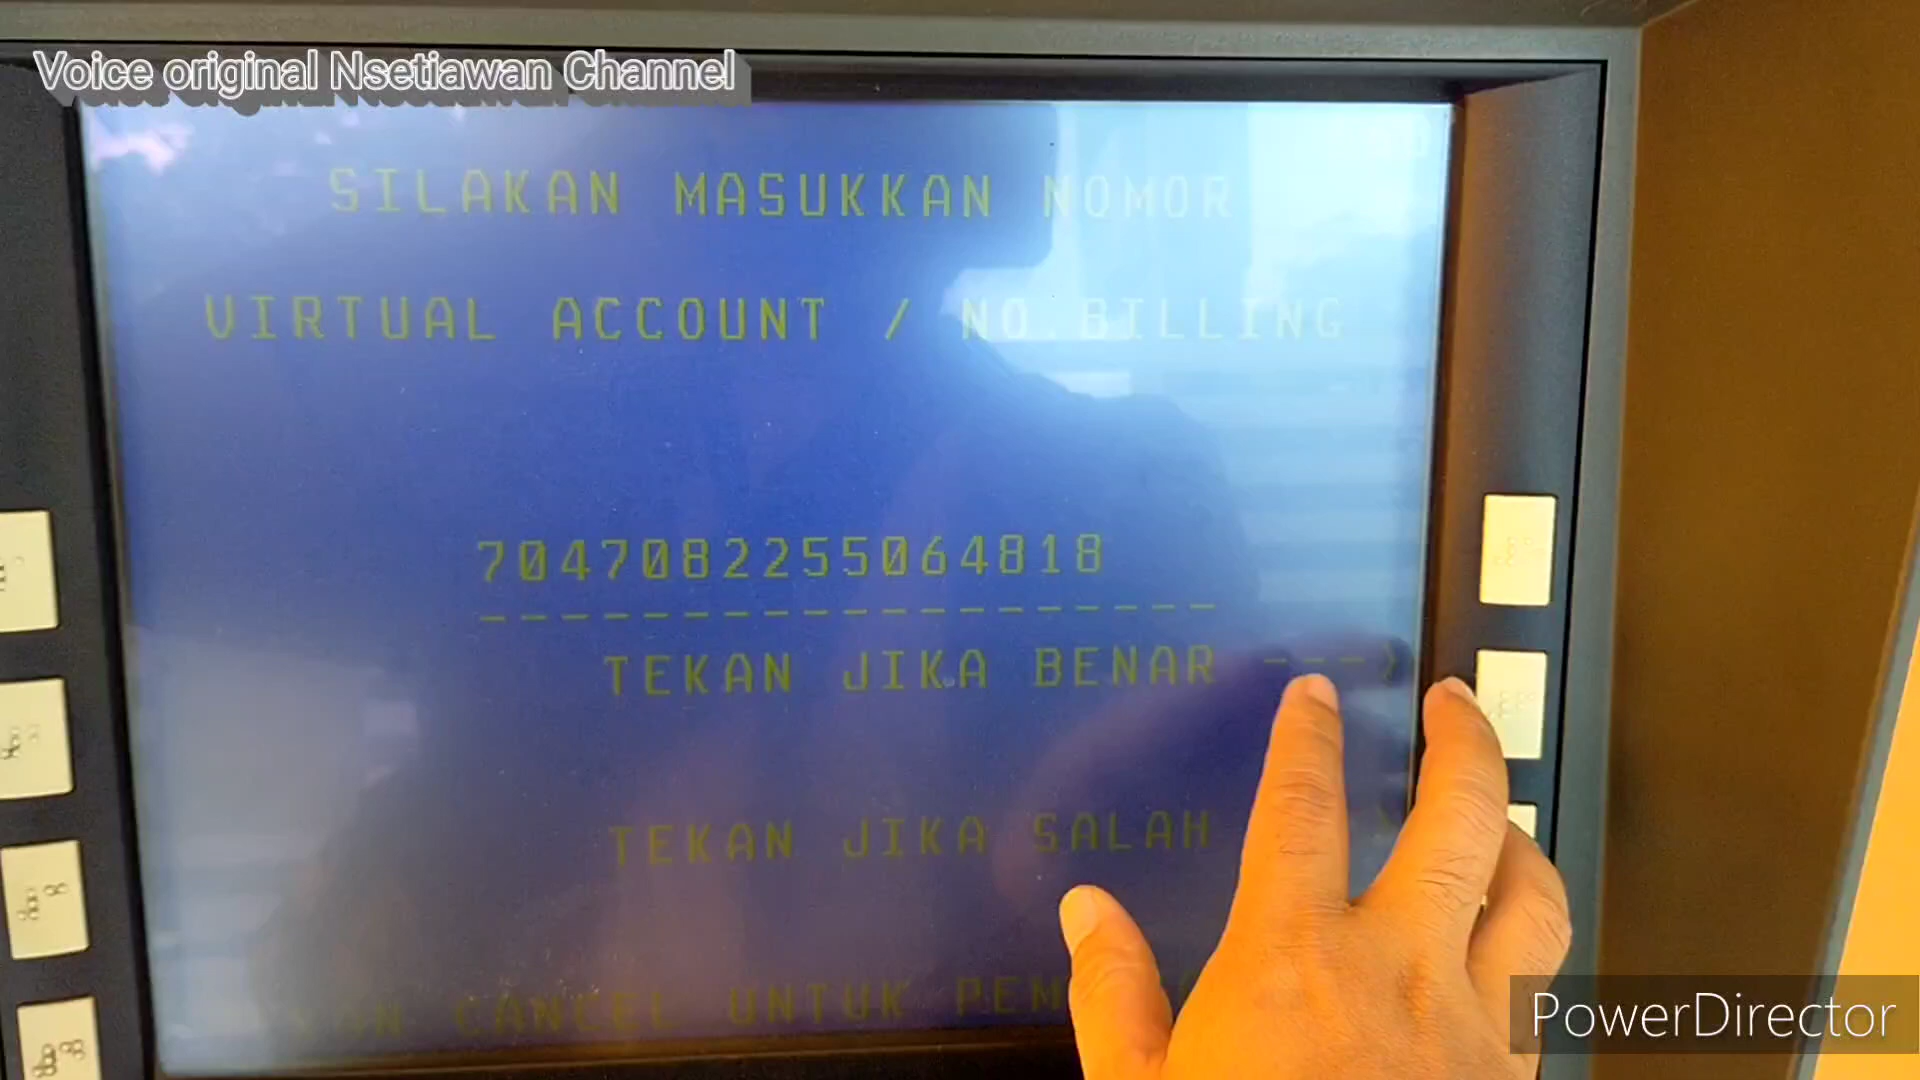 Voice original Nsetiawan Channel
SILAKAN MASUKKAN NOMOR
VIRTUAL ACCOUNT / NO.BILLING
7047082255064818
TEKAN JIKA BENAR --->
TEKAN JIKA SALAH
CANCEL UNTUK
PowerDirector